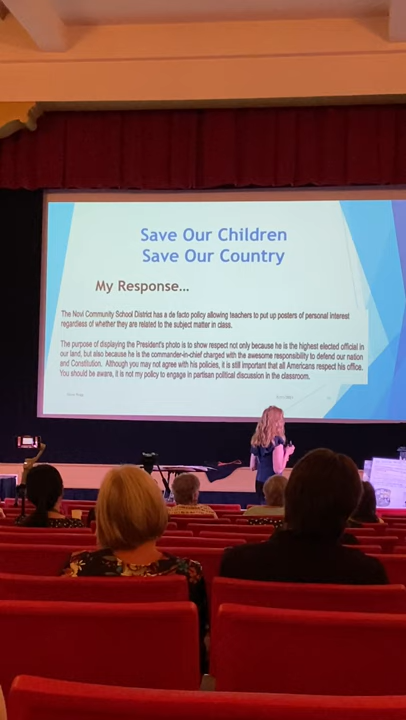 Save Our Children
Save Our Country
My Response...
The Novi Community School District has a de facto policy allowing teachers to put up posters of personal interest
regardless of whether they are related to the subject matter in class.
The purpose of displaying the President's photo is to show respect not only because he is the highest elected official in
our land, but also because he is the commander-in-chief charged with the awesome responsibility to defend our nation
and Constitution. Although you may not agree with his policies, it is still important that all Americans respect his office.
You should be aware, it is not my policy to engage in partisan political discussion in the classroom.